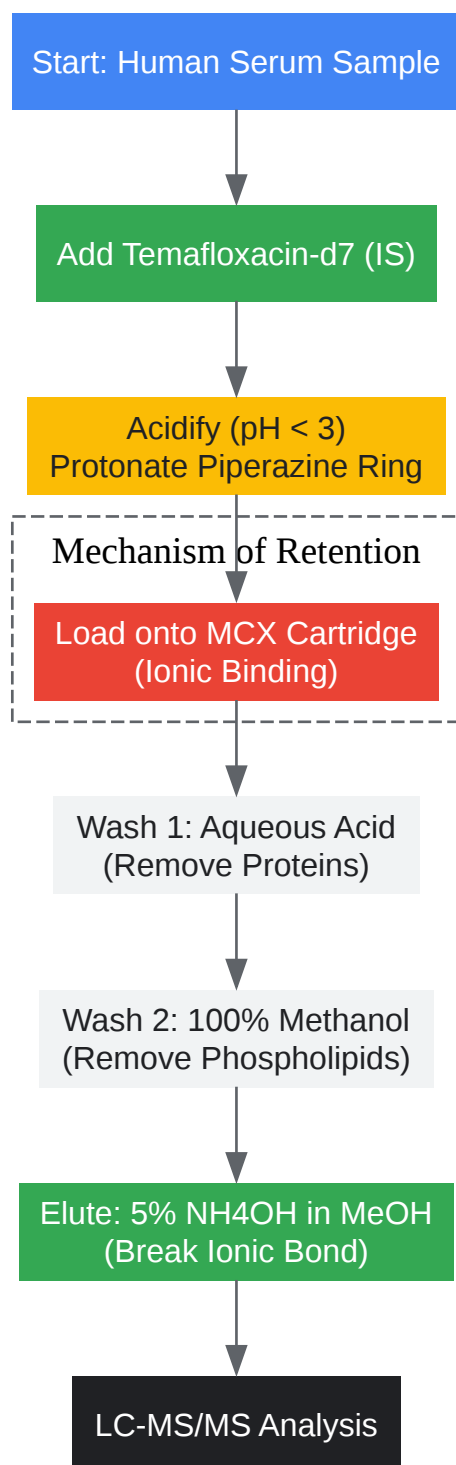 Start: Human Serum Sample
Add Temafloxacin-d7 (IS)
Acidify (pH < 3)
Protonate Piperazine Ring
Mechanism of Retention
Load onto MCX Cartridge
(Ionic Binding)
Wash 1: Aqueous Acid
(Remove Proteins)
Wash 2: 100% Methanol
(Remove Phospholipids)
Elute: 5% NH4OH in MeOH
(Break Ionic Bond)
LC-MS/MS Analysis